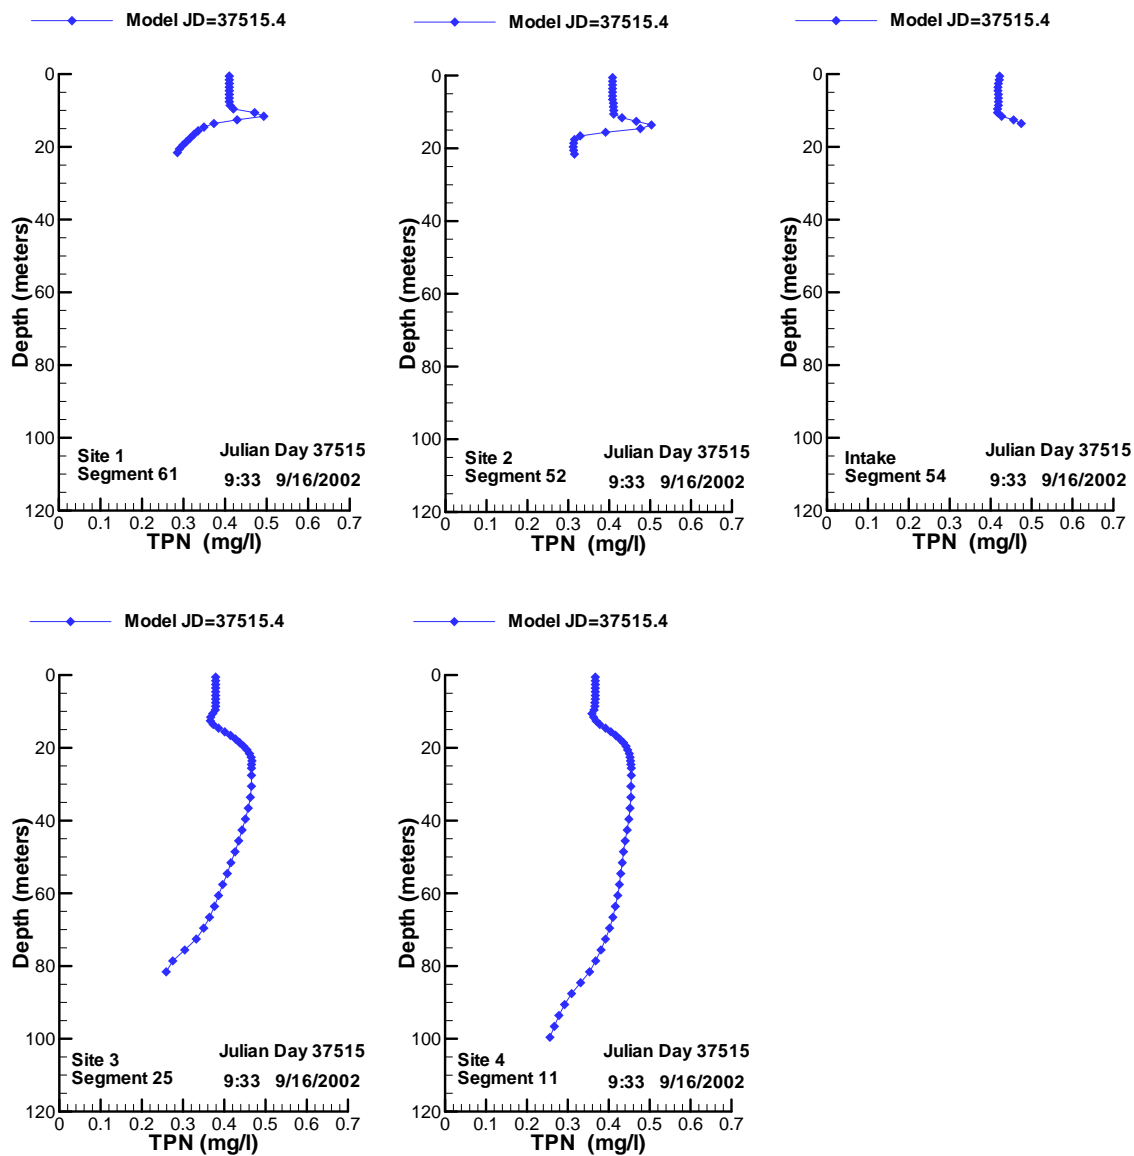 Model JD=37515.4
0
20
40
60
80
100
120
Depth (meters)
Site 1
Segment 61
Julian Day 37515
9:33 9/16/2002
0 0.1 0.2 0.3 0.4 0.5 0.6 0.7
TPN (mg/l)
Model JD=37515.4
0
20
40
60
80
100
120
Depth (meters)
Site 2
Segment 52
Julian Day 37515
9:33 9/16/2002
0 0.1 0.2 0.3 0.4 0.5 0.6 0.7
TPN (mg/l)
Model JD=37515.4
0
20
40
60
80
100
120
Depth (meters)
Intake
Segment 54
Julian Day 37515
9:33 9/16/2002
0 0.1 0.2 0.3 0.4 0.5 0.6 0.7
TPN (mg/l)
Model JD=37515.4
0
20
40
60
80
100
120
Depth (meters)
Site 3
Segment 25
Julian Day 37515
9:33 9/16/2002
0 0.1 0.2 0.3 0.4 0.5 0.6 0.7
TPN (mg/l)
Model JD=37515.4
0
20
40
60
80
100
120
Depth (meters)
Site 4
Segment 11
Julian Day 37515
9:33 9/16/2002
0 0.1 0.2 0.3 0.4 0.5 0.6 0.7
TPN (mg/l)